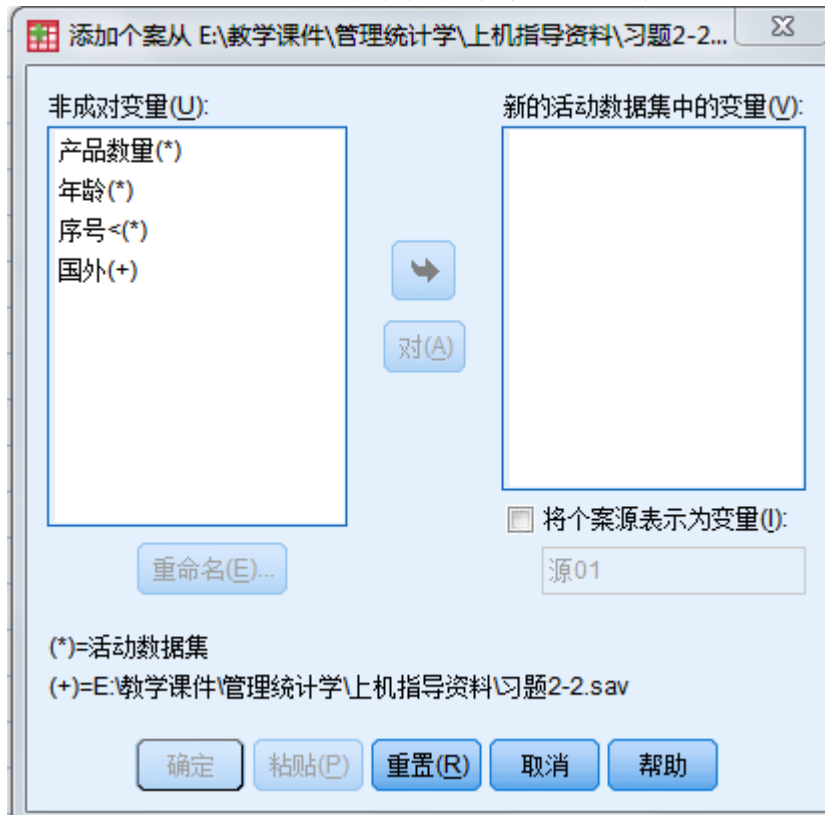 添加个案从 E:\教学课件\管理统计学\上机指导资料\习题2-2...
非成对变量(U):
产品数量(*)
年龄(*)
序号<(*)
国外(+)
对(A)
新的活动数据集中的变量(V):
将个案源表示为变量(I):
源01
重命名(E)...
(*)=活动数据集
(+)=E:\教学课件\管理统计学\上机指导资料\习题2-2.sav
确定 粘贴(P) 重置(R) 取消 帮助